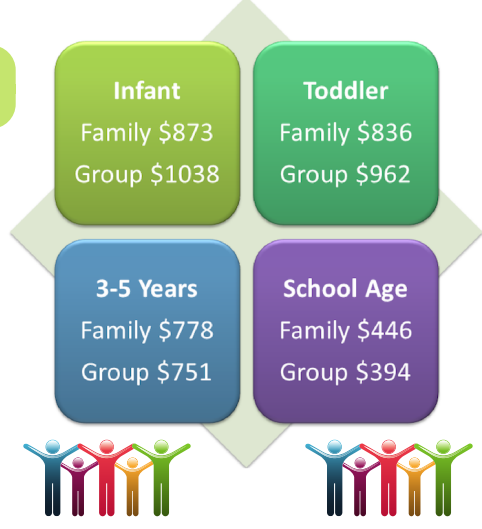 Infant
Family $873
Group $1038
Toddler
Family $836
Group $962
3-5 Years
Family $778
Group $751
School Age
Family $446
Group $394